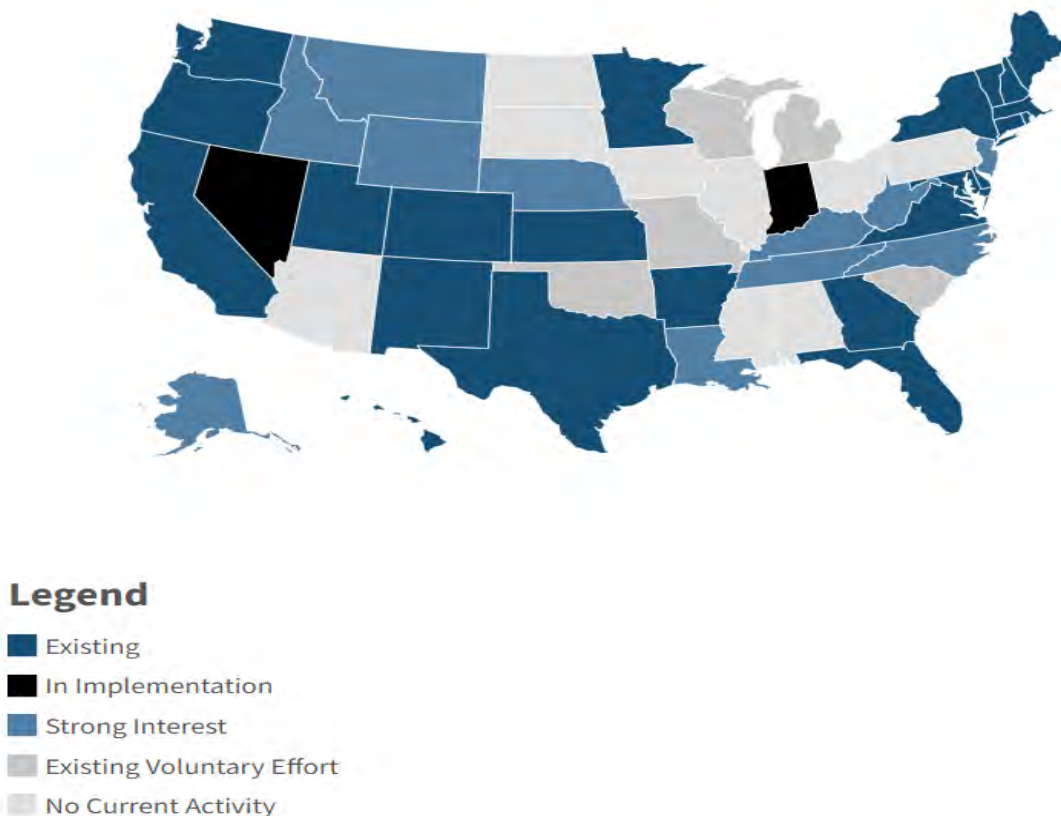 Legend
Existing
In Implementation
Strong Interest
Existing Voluntary Effort
No Current Activity